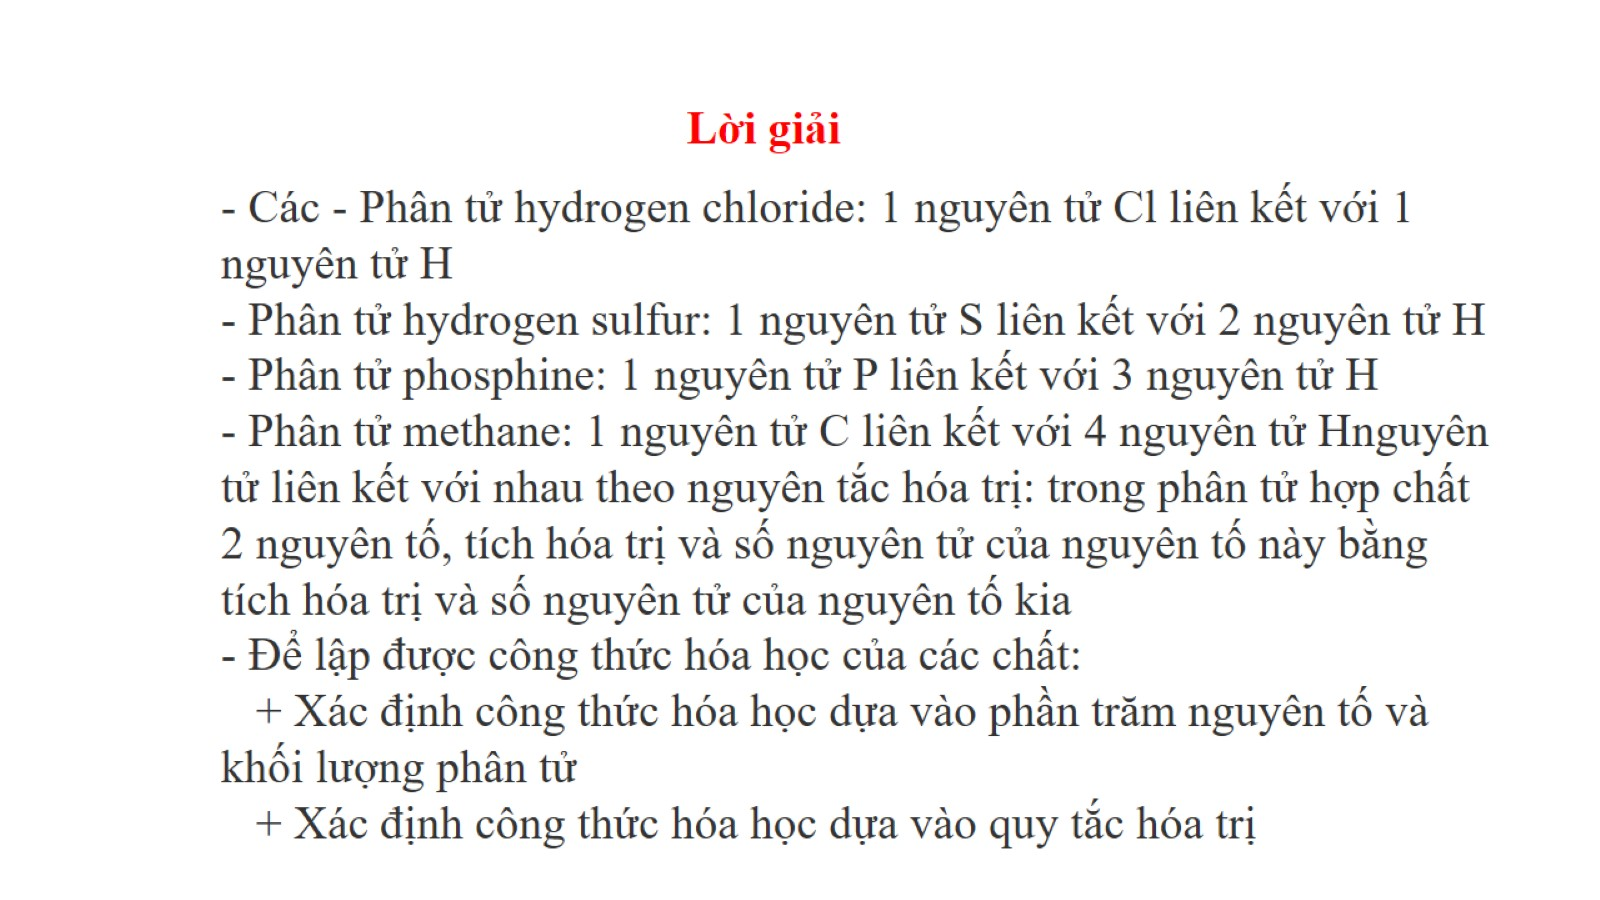 Lời giải
- Các - Phân tử hydrogen chloride: 1 nguyên tử Cl liên kết với 1
nguyên tử H
- Phân tử hydrogen sulfur: 1 nguyên tử S liên kết với 2 nguyên tử H
- Phân tử phosphine: 1 nguyên tử P liên kết với 3 nguyên tử H
- Phân tử methane: 1 nguyên tử C liên kết với 4 nguyên tử Hnguyên
tử liên kết với nhau theo nguyên tắc hóa trị: trong phân tử hợp chất
2 nguyên tố, tích hóa trị và số nguyên tử của nguyên tố này bằng
tích hóa trị và số nguyên tử của nguyên tố kia
- Để lập được công thức hóa học của các chất:
+ Xác định công thức hóa học dựa vào phần trăm nguyên tố và
khối lượng phân tử
+ Xác định công thức hóa học dựa vào quy tắc hóa trị